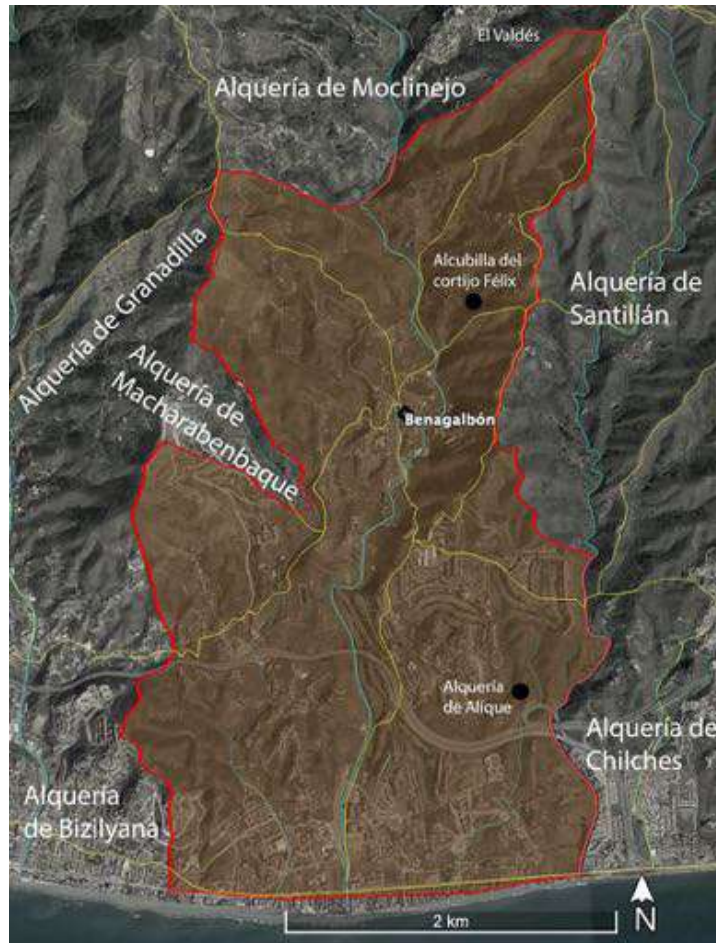 El Valdés
Alquería de Moclinejo
Alquería de Granadilla
Alcubilla del
cortijo Félix
Alquería de
Santillán
Alquería de
Macharabenbaque
Benagalbón
Alquería
de Alique
Alquería de
Chilches
Alquería
de Bizilyana
2 km
N